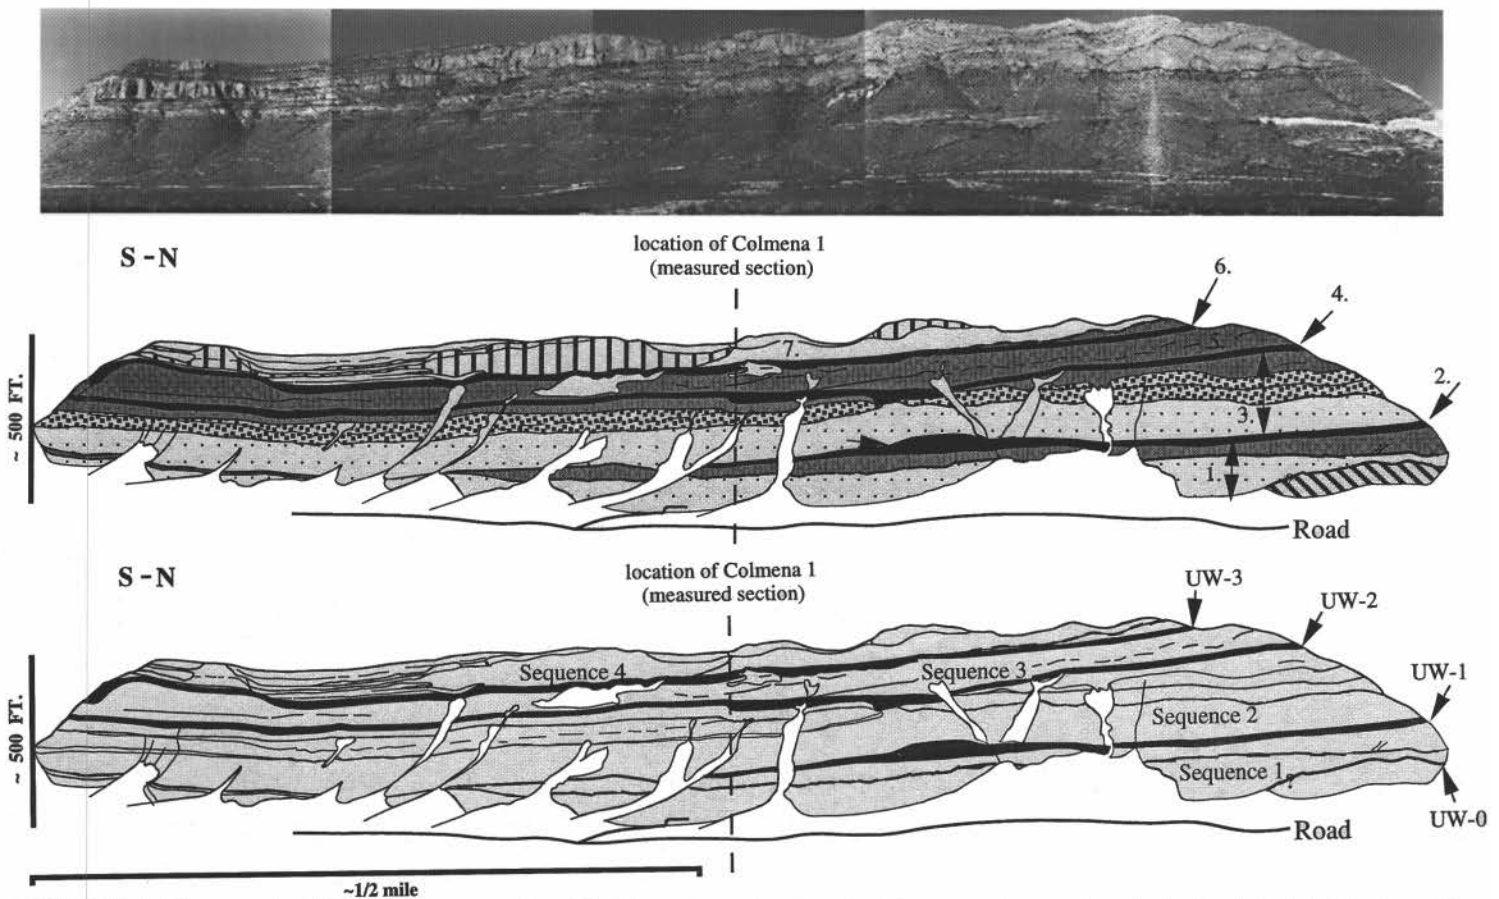 S - N
location of Colmena 1
(measured section)
6.
4.
2.
7.
5.
3.
1.
~ 500 FT.
Road
S - N
location of Colmena 1
(measured section)
UW-3
UW-2
UW-1
UW-0
Sequence 4
Sequence 3
Sequence 2
Sequence 1
?
~ 500 FT.
Road
~1/2 mile